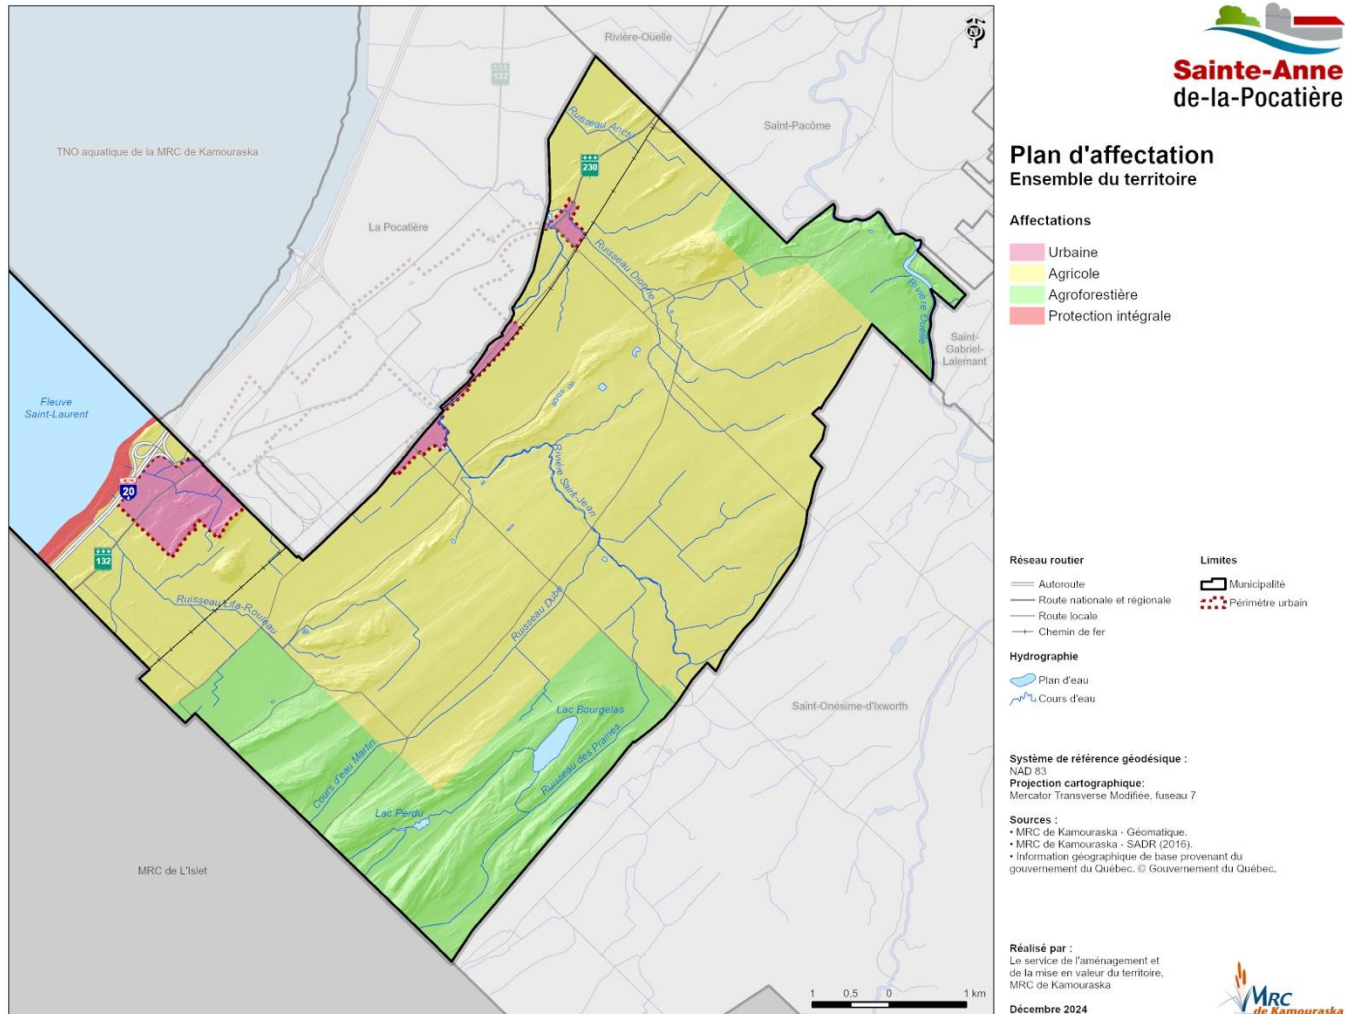 Rivière-Ouelle
132
Ruisseau Anctil
Saint-Pacôme
TNO aquatique de la MRC de Kamouraska
230
La Pocatière
Ruisseau Dionne
Rivière Ouelle
Saint-
Gabriel-
Lalemant
Fleuve
Saint-Laurent
20
Rivière Saint-Jean
132
Ruisseau Lifa-Rouleau
Ruisseau Dubé
Lac Bourgelas
Saint-Onésime-d'Ixworth
Cours d'eau Martin
Ruisseau des Prairies
Lac Perdu
MRC de L'Islet
1 0,5 0 1 km
N
Sainte-Anne
de-la-Pocatière
Plan d'affectation
Ensemble du territoire
Affectations
Urbaine
Agricole
Agroforestière
Protection intégrale
Réseau routier
Autoroute
Route nationale et régionale
Route locale
Chemin de fer
Limites
Municipalité
Périmètre urbain
Hydrographie
Plan d'eau
Cours d'eau
Système de référence géodésique :
NAD 83
Projection cartographique:
Mercator Transverse Modifiée, fuseau 7
Sources :
• MRC de Kamouraska - Géomatique.
• MRC de Kamouraska - SADR (2016).
• Information géographique de base provenant du
gouvernement du Québec. © Gouvernement du Québec.
Réalisé par :
Le service de l'aménagement et
de la mise en valeur du territoire,
MRC de Kamouraska
Décembre 2024
MRC
de Kamouraska